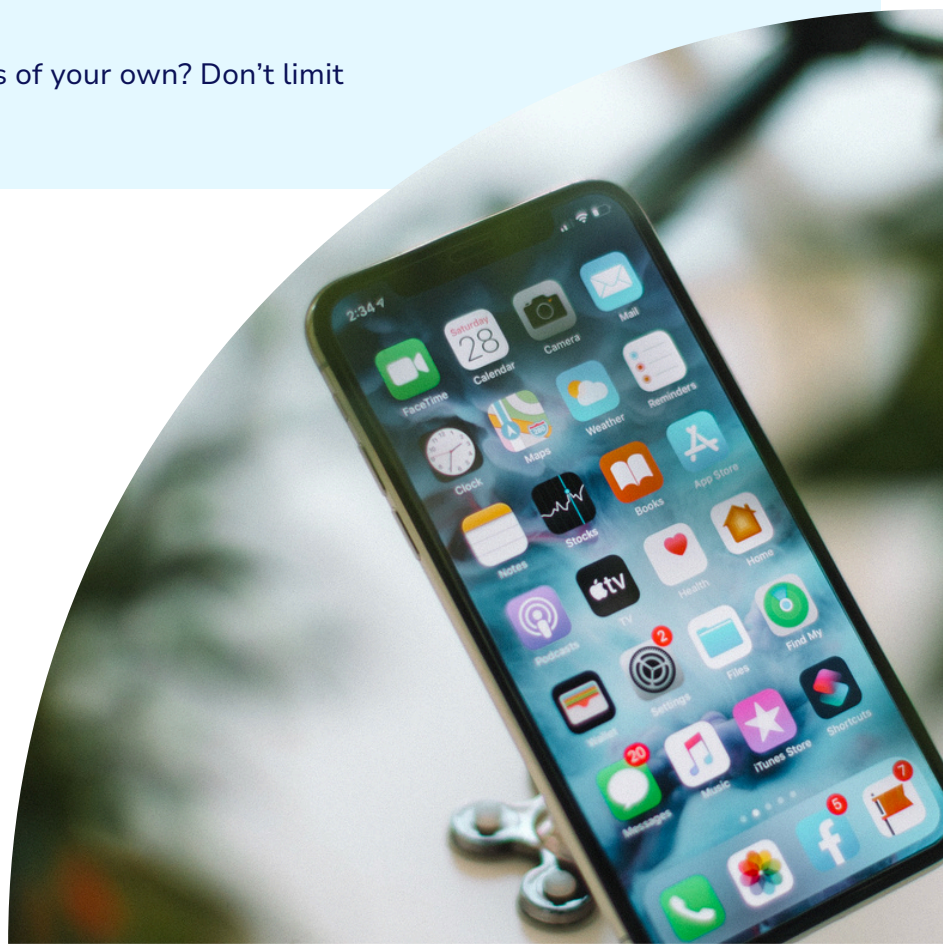 s of your own? Don’t limit
2:34
FaceTime
Saturday
28
Calendar
Camera
Mail
Clock
Maps
Weather
Reminders
Notes
Stocks
Books
App Store
Podcasts
tv
TV
Health
Home
Wallet
2
Settings
Files
Find My
20
Messages
Music
iTunes Store
Shortcuts
5
f
7